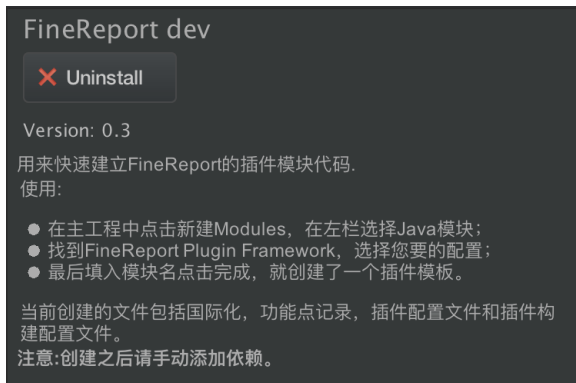 FineReport dev
Uninstall
Version: 0.3
用来快速建立FineReport的插件模块代码.
使用:
在主工程中点击新建Modules，在左栏选择Java模块；
找到FineReport Plugin Framework，选择您要的配置；
最后填入模块名点击完成，就创建了一个插件模板。
当前创建的文件包括国际化，功能点记录，插件配置文件和插件构
建配置文件。
注意:创建之后请手动添加依赖。